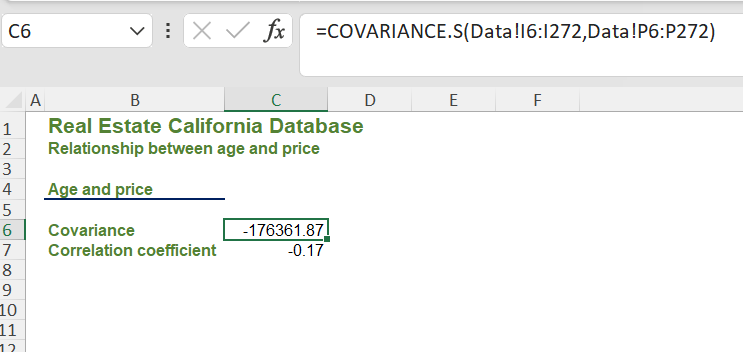 C6 fx =COVARIANCE.S(Data!I6:I272,Data!P6:P272)
A B C D E F
1 Real Estate California Database
2 Relationship between age and price
3
4 Age and price
5
6 Covariance -176361.87
7 Correlation coefficient -0.17
8
9
10
11
12